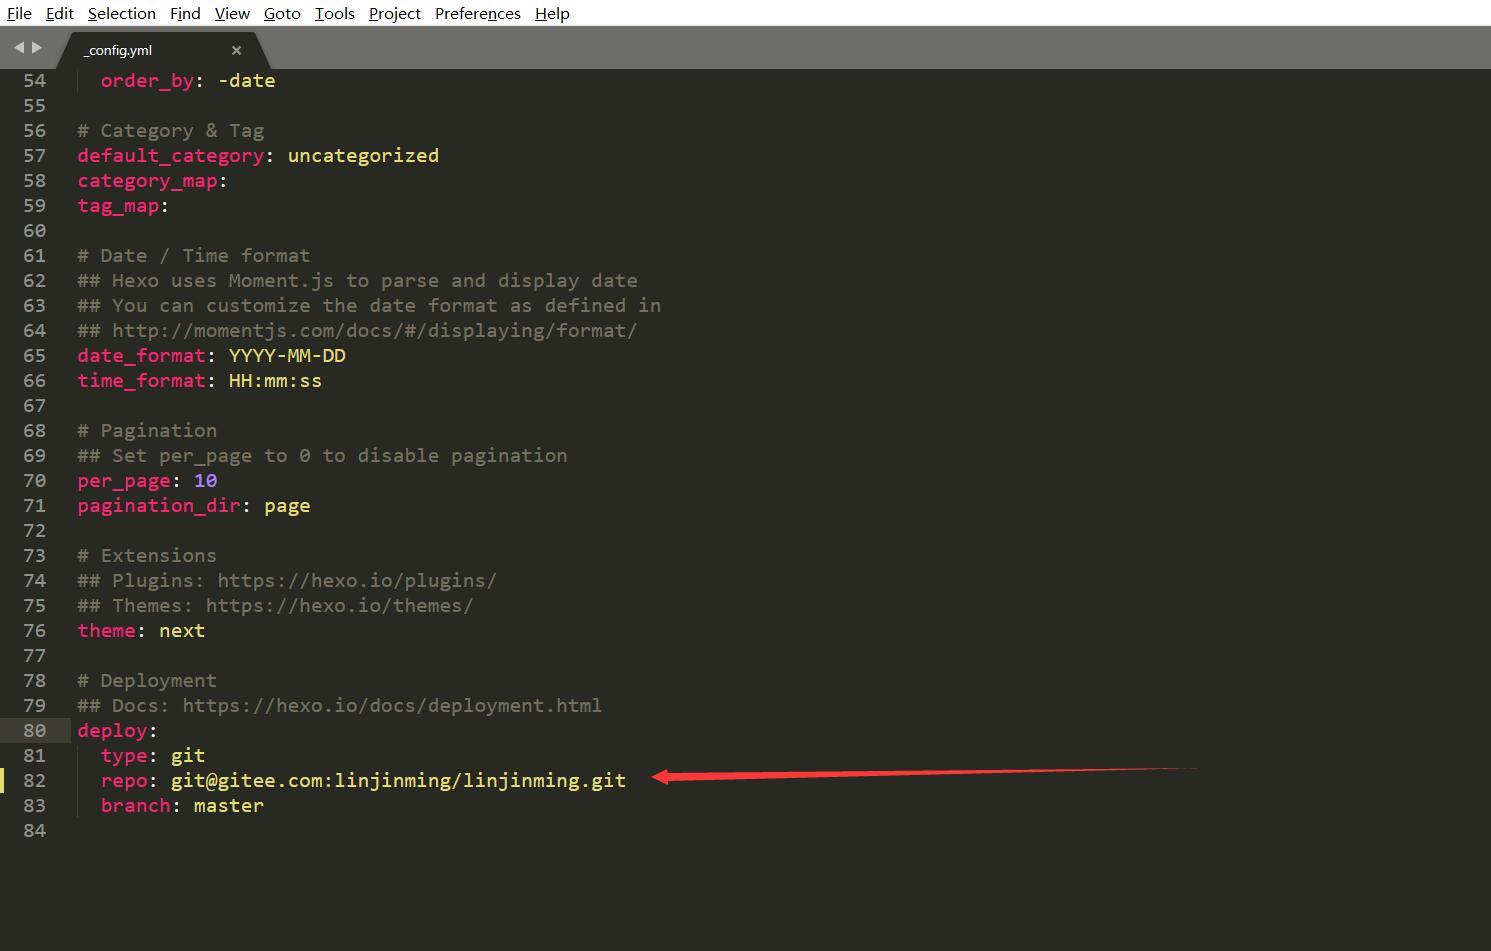 File Edit Selection Find View Goto Tools Project Preferences Help
_config.yml ×
54 order_by: -date
55
56 # Category & Tag
57 default_category: uncategorized
58 category_map:
59 tag_map:
60
61 # Date / Time format
62 ## Hexo uses Moment.js to parse and display date
63 ## You can customize the date format as defined in
64 ## http://momentjs.com/docs/#/displaying/format/
65 date_format: YYYY-MM-DD
66 time_format: HH:mm:ss
67
68 # Pagination
69 ## Set per_page to 0 to disable pagination
70 per_page: 10
71 pagination_dir: page
72
73 # Extensions
74 ## Plugins: https://hexo.io/plugins/
75 ## Themes: https://hexo.io/themes/
76 theme: next
77
78 # Deployment
79 ## Docs: https://hexo.io/docs/deployment.html
80 deploy:
81 type: git
82 repo: git@gitee.com:linjinming/linjinming.git
83 branch: master
84